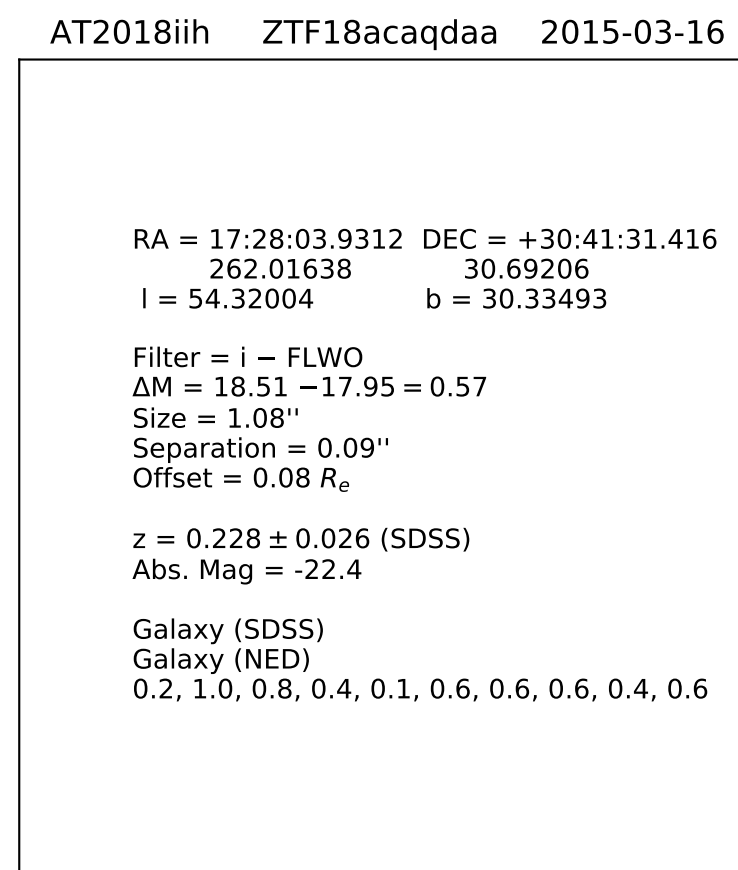 AT2018iih ZTF18acaqdaa 2015-03-16
RA = 17:28:03.9312 DEC = +30:41:31.416
262.01638 30.69206
l = 54.32004 b = 30.33493
Filter = i − FLWO
ΔM = 18.51 −17.95 = 0.57
Size = 1.08''
Separation = 0.09''
Offset = 0.08 Rₑ
z = 0.228 ± 0.026 (SDSS)
Abs. Mag = -22.4
Galaxy (SDSS)
Galaxy (NED)
0.2, 1.0, 0.8, 0.4, 0.1, 0.6, 0.6, 0.6, 0.4, 0.6